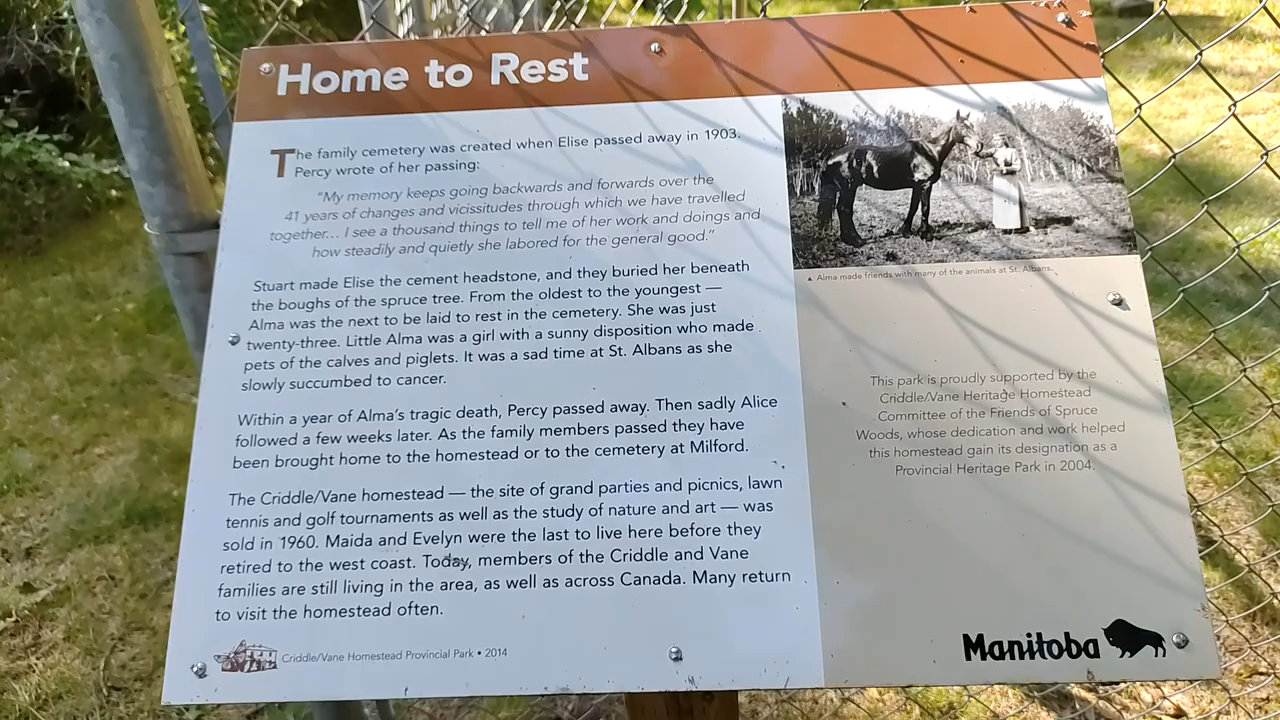 Home to Rest
The family cemetery was created when Elise passed away in 1903.
Percy wrote of her passing:
"My memory keeps going backwards and forwards over the
41 years of changes and vicissitudes through which we have travelled
together... I see a thousand things to tell me of her work and doings and
how steadily and quietly she labored for the general good."
Stuart made Elise the cement headstone, and they buried her beneath
the boughs of the spruce tree. From the oldest to the youngest —
Alma was the next to be laid to rest in the cemetery. She was just
twenty-three. Little Alma was a girl with a sunny disposition who made
pets of the calves and piglets. It was a sad time at St. Albans as she
slowly succumbed to cancer.
Within a year of Alma's tragic death, Percy passed away. Then sadly Alice
followed a few weeks later. As the family members passed they have
been brought home to the homestead or to the cemetery at Milford.
The Criddle/Vane homestead — the site of grand parties and picnics, lawn
tennis and golf tournaments as well as the study of nature and art — was
sold in 1960. Maida and Evelyn were the last to live here before they
retired to the west coast. Today, members of the Criddle and Vane
families are still living in the area, as well as across Canada. Many return
to visit the homestead often.
Criddle/Vane Homestead Provincial Park • 2014
▲ Alma made friends with many of the animals at St. Albans.
This park is proudly supported by the
Criddle/Vane Heritage Homestead
Committee of the Friends of Spruce
Woods, whose dedication and work helped
this homestead gain its designation as a
Provincial Heritage Park in 2004.
Manitoba